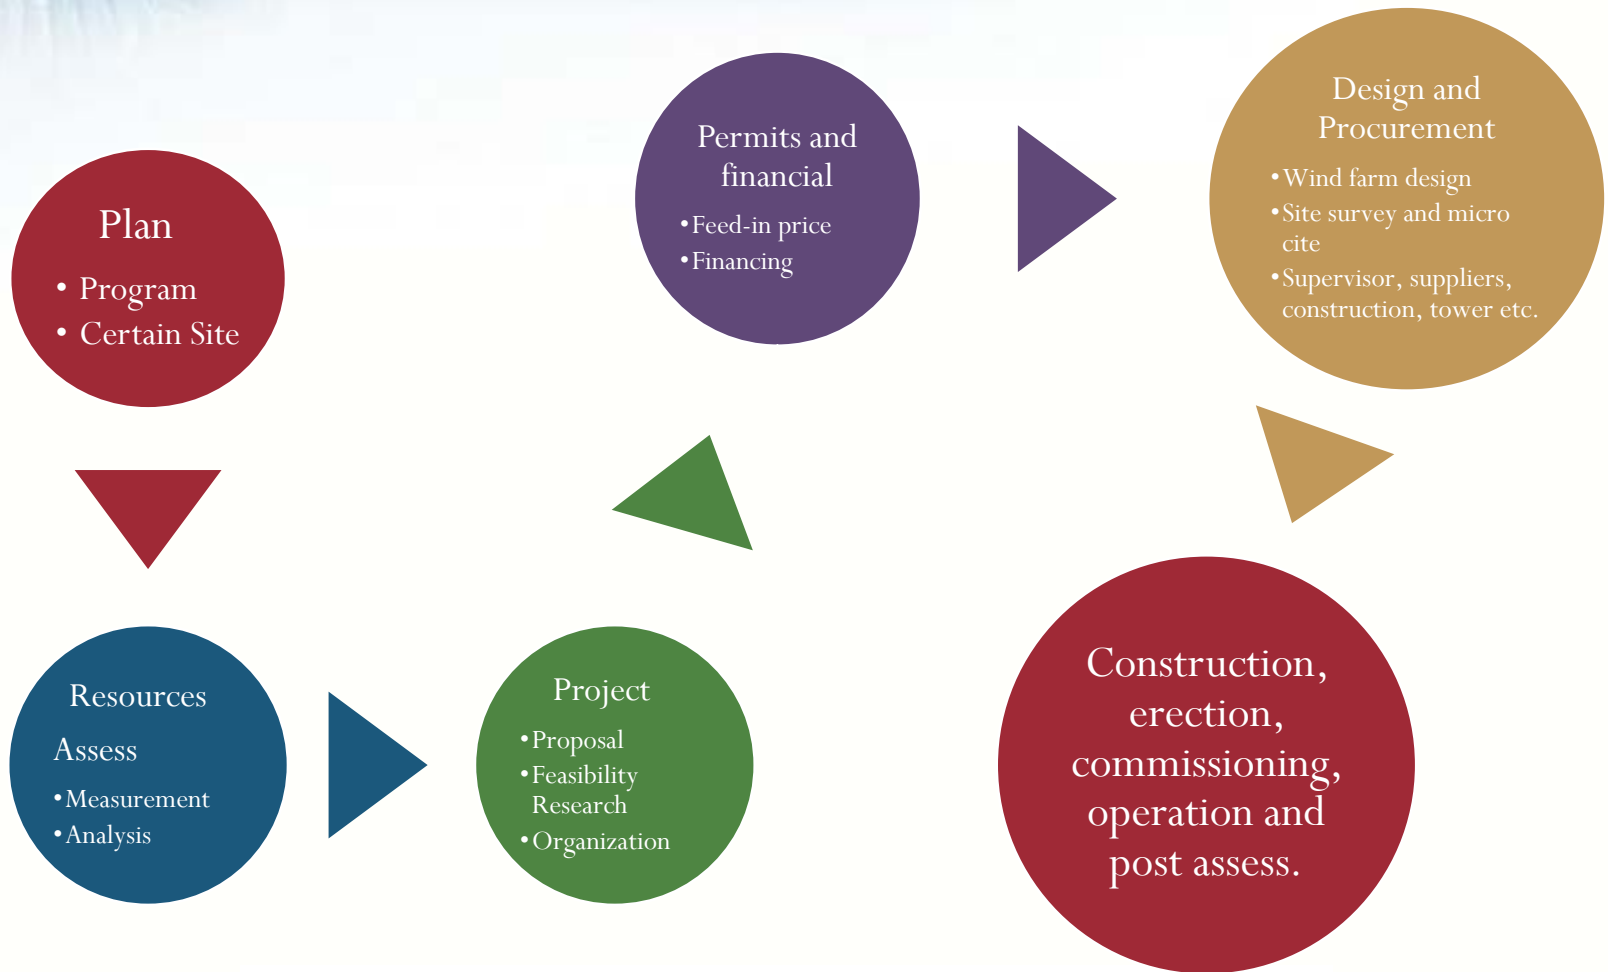 Plan
• Program
• Certain Site
Resources
Assess
•Measurement
•Analysis
Project
•Proposal
•Feasibility
Research
•Organization
Permits and
financial
•Feed-in price
•Financing
Design and
Procurement
•Wind farm design
•Site survey and micro
cite
•Supervisor, suppliers,
construction, tower etc.
Construction,
erection,
commissioning,
operation and
post assess.